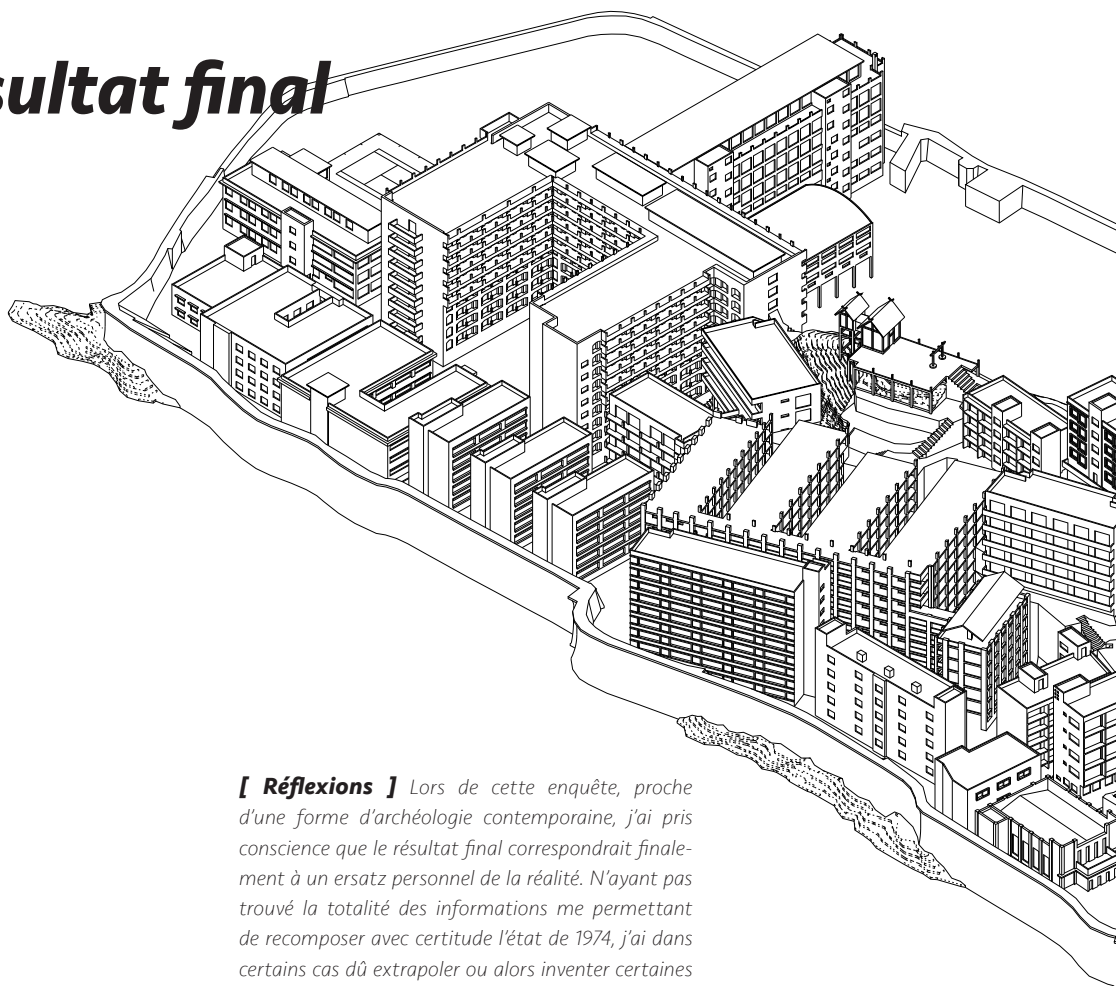 sultat final
[ Réflexions ] Lors de cette enquête, proche
d'une forme d'archéologie contemporaine, j'ai pris
conscience que le résultat final correspondrait finale-
ment à un ersatz personnel de la réalité. N'ayant pas
trouvé la totalité des informations me permettant
de recomposer avec certitude l'état de 1974, j'ai dans
certains cas dû extrapoler ou alors inventer certaines